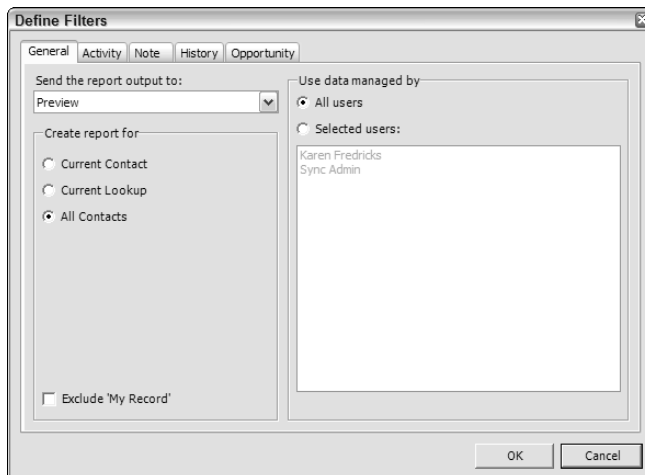 Define Filters
General Activity Note History Opportunity
Send the report output to:
Preview
Create report for
Current Contact
Current Lookup
All Contacts
Exclude 'My Record'
Use data managed by
All users
Selected users:
Karen Fredricks
Sync Admin
OK Cancel